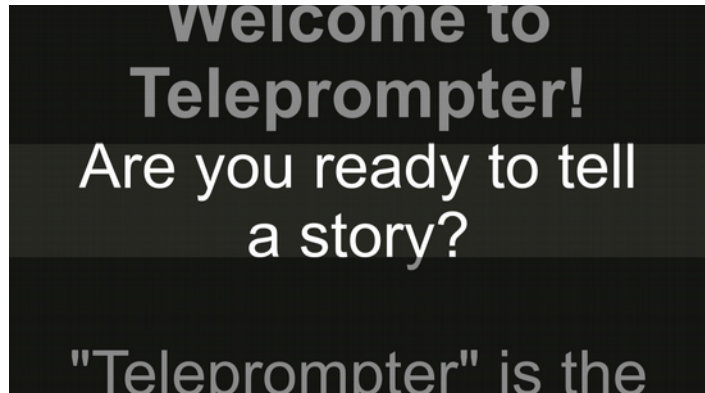 Welcome to
Teleprompter!
Are you ready to tell
a story?
"Teleprompter" is the